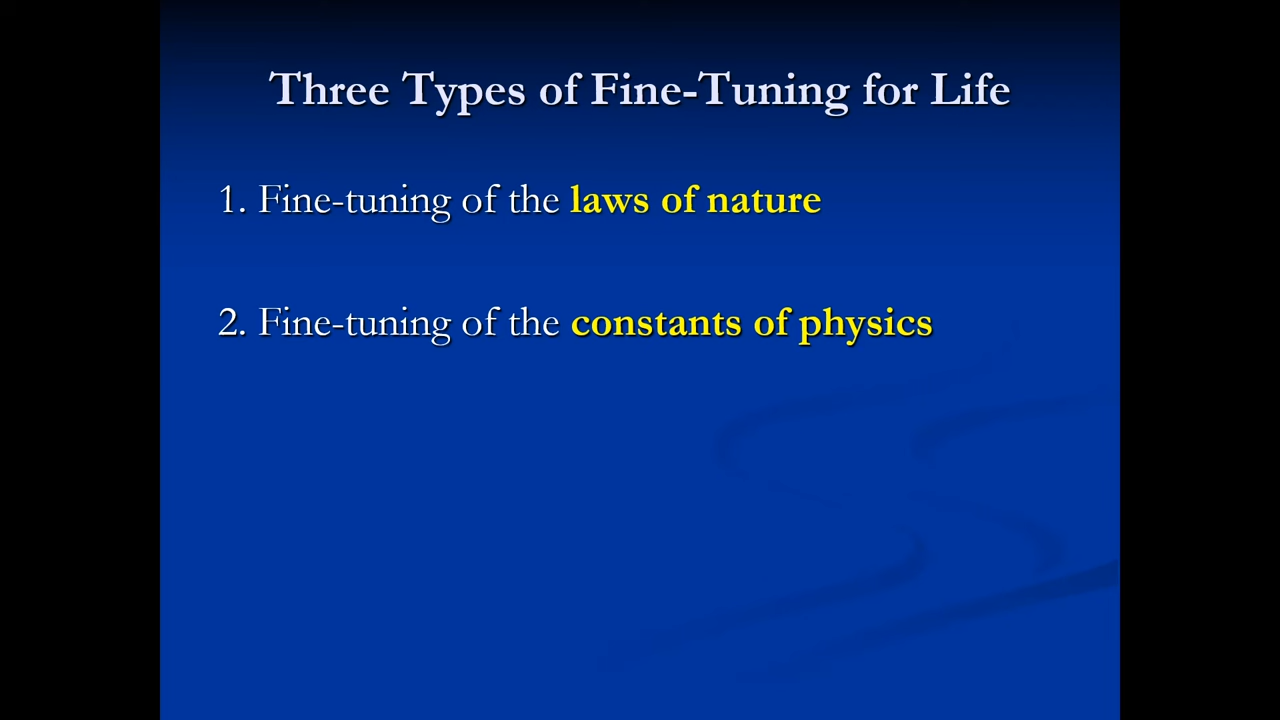 Three Types of Fine-Tuning for Life
1. Fine-tuning of the laws of nature
2. Fine-tuning of the constants of physics